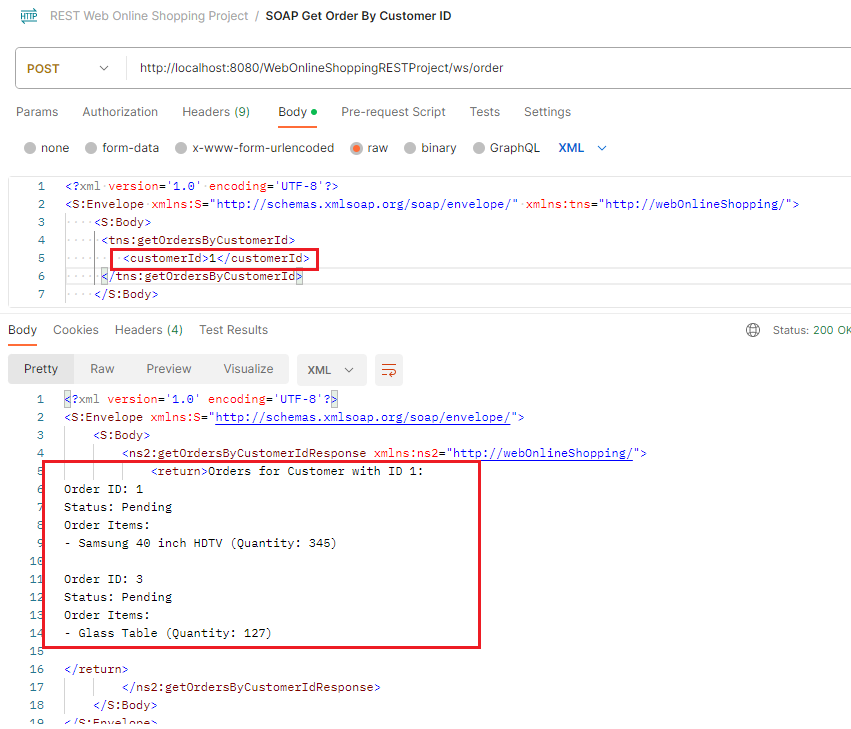 HTTP REST Web Online Shopping Project / SOAP Get Order By Customer ID
POST http://localhost:8080/WebOnlineShoppingRESTProject/ws/order
Params Authorization Headers (9) Body Pre-request Script Tests Settings
none form-data x-www-form-urlencoded raw binary GraphQL XML
1 <?xml version='1.0' encoding='UTF-8'?>
2 <S:Envelope xmlns:S="http://schemas.xmlsoap.org/soap/envelope/" xmlns:tns="http://webOnlineShopping/">
3 <S:Body>
4 <tns:getOrdersByCustomerId>
5 <customerId>1</customerId>
6 </tns:getOrdersByCustomerId>
7 </S:Body>
Body Cookies Headers (4) Test Results Status: 200 OK
Pretty Raw Preview Visualize XML
1 <?xml version='1.0' encoding='UTF-8'?>
2 <S:Envelope xmlns:S="http://schemas.xmlsoap.org/soap/envelope/">
3 <S:Body>
4 <ns2:getOrdersByCustomerIdResponse xmlns:ns2="http://webOnlineShopping/">
5 <return>Orders for Customer with ID 1:
6 Order ID: 1
7 Status: Pending
8 Order Items:
9 - Samsung 40 inch HDTV (Quantity: 345)
10
11 Order ID: 3
12 Status: Pending
13 Order Items:
14 - Glass Table (Quantity: 127)
15
16 </return>
17 </ns2:getOrdersByCustomerIdResponse>
18 </S:Body>
19 </S:Envelope>